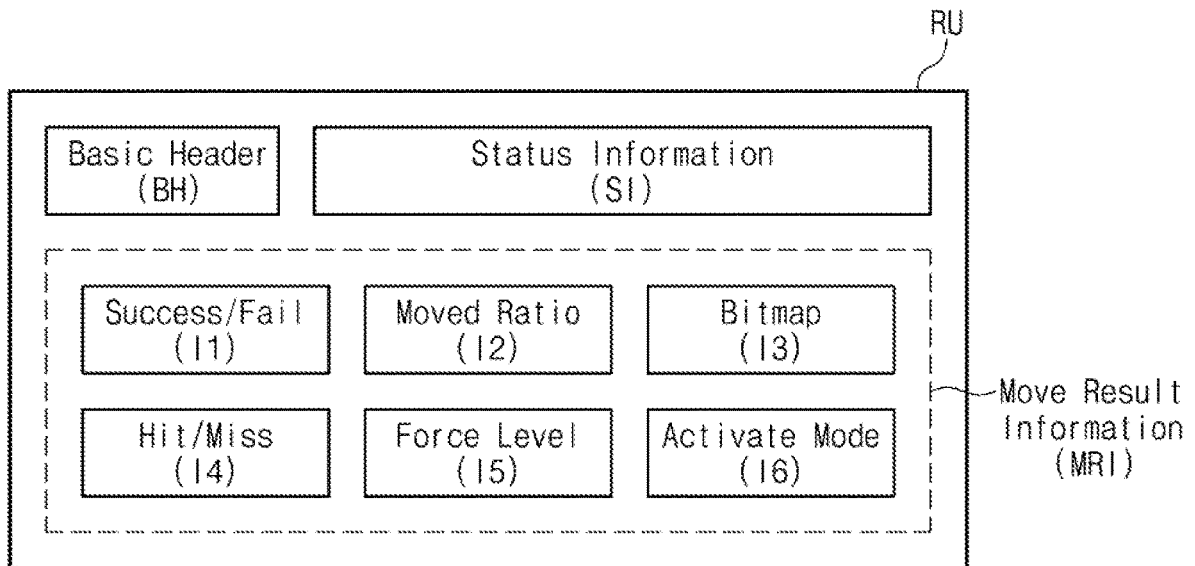 RU
Basic Header
(BH)
Status Information
(SI)
Success/Fail
(I1)
Moved Ratio
(I2)
Bitmap
(I3)
Hit/Miss
(I4)
Force Level
(I5)
Activate Mode
(I6)
Move Result
Information
(MRI)